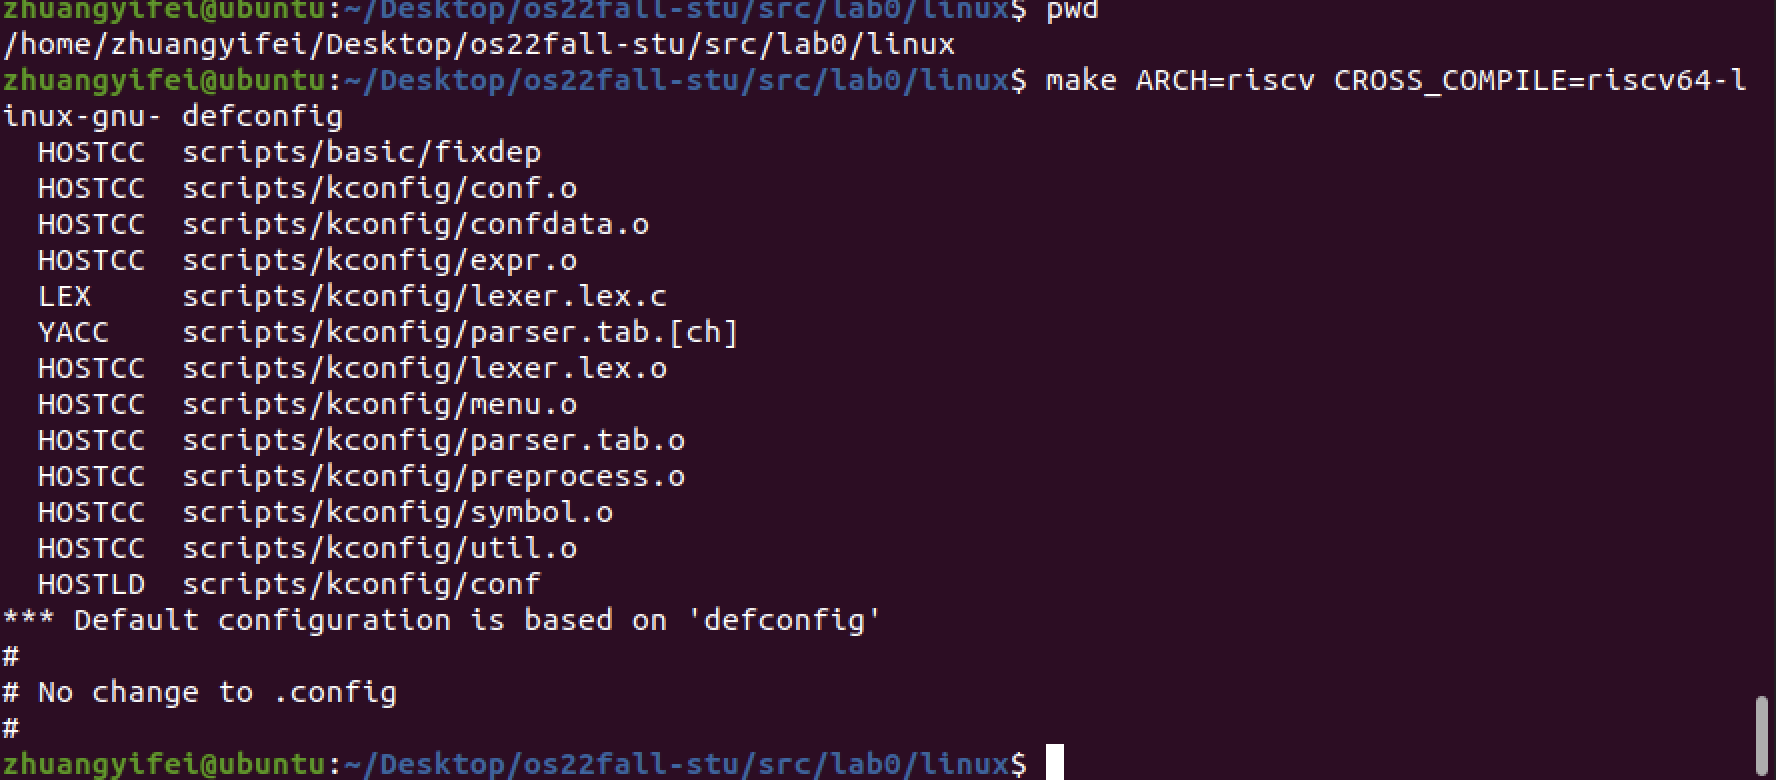 zhuangyifei@ubuntu:~/Desktop/os22fall-stu/src/lab0/linux$ pwd
/home/zhuangyifei/Desktop/os22fall-stu/src/lab0/linux
zhuangyifei@ubuntu:~/Desktop/os22fall-stu/src/lab0/linux$ make ARCH=riscv CROSS_COMPILE=riscv64-l
inux-gnu- defconfig
  HOSTCC  scripts/basic/fixdep
  HOSTCC  scripts/kconfig/conf.o
  HOSTCC  scripts/kconfig/confdata.o
  HOSTCC  scripts/kconfig/expr.o
  LEX     scripts/kconfig/lexer.lex.c
  YACC    scripts/kconfig/parser.tab.[ch]
  HOSTCC  scripts/kconfig/lexer.lex.o
  HOSTCC  scripts/kconfig/menu.o
  HOSTCC  scripts/kconfig/parser.tab.o
  HOSTCC  scripts/kconfig/preprocess.o
  HOSTCC  scripts/kconfig/symbol.o
  HOSTCC  scripts/kconfig/util.o
  HOSTLD  scripts/kconfig/conf
*** Default configuration is based on 'defconfig'
#
# No change to .config
#
zhuangyifei@ubuntu:~/Desktop/os22fall-stu/src/lab0/linux$